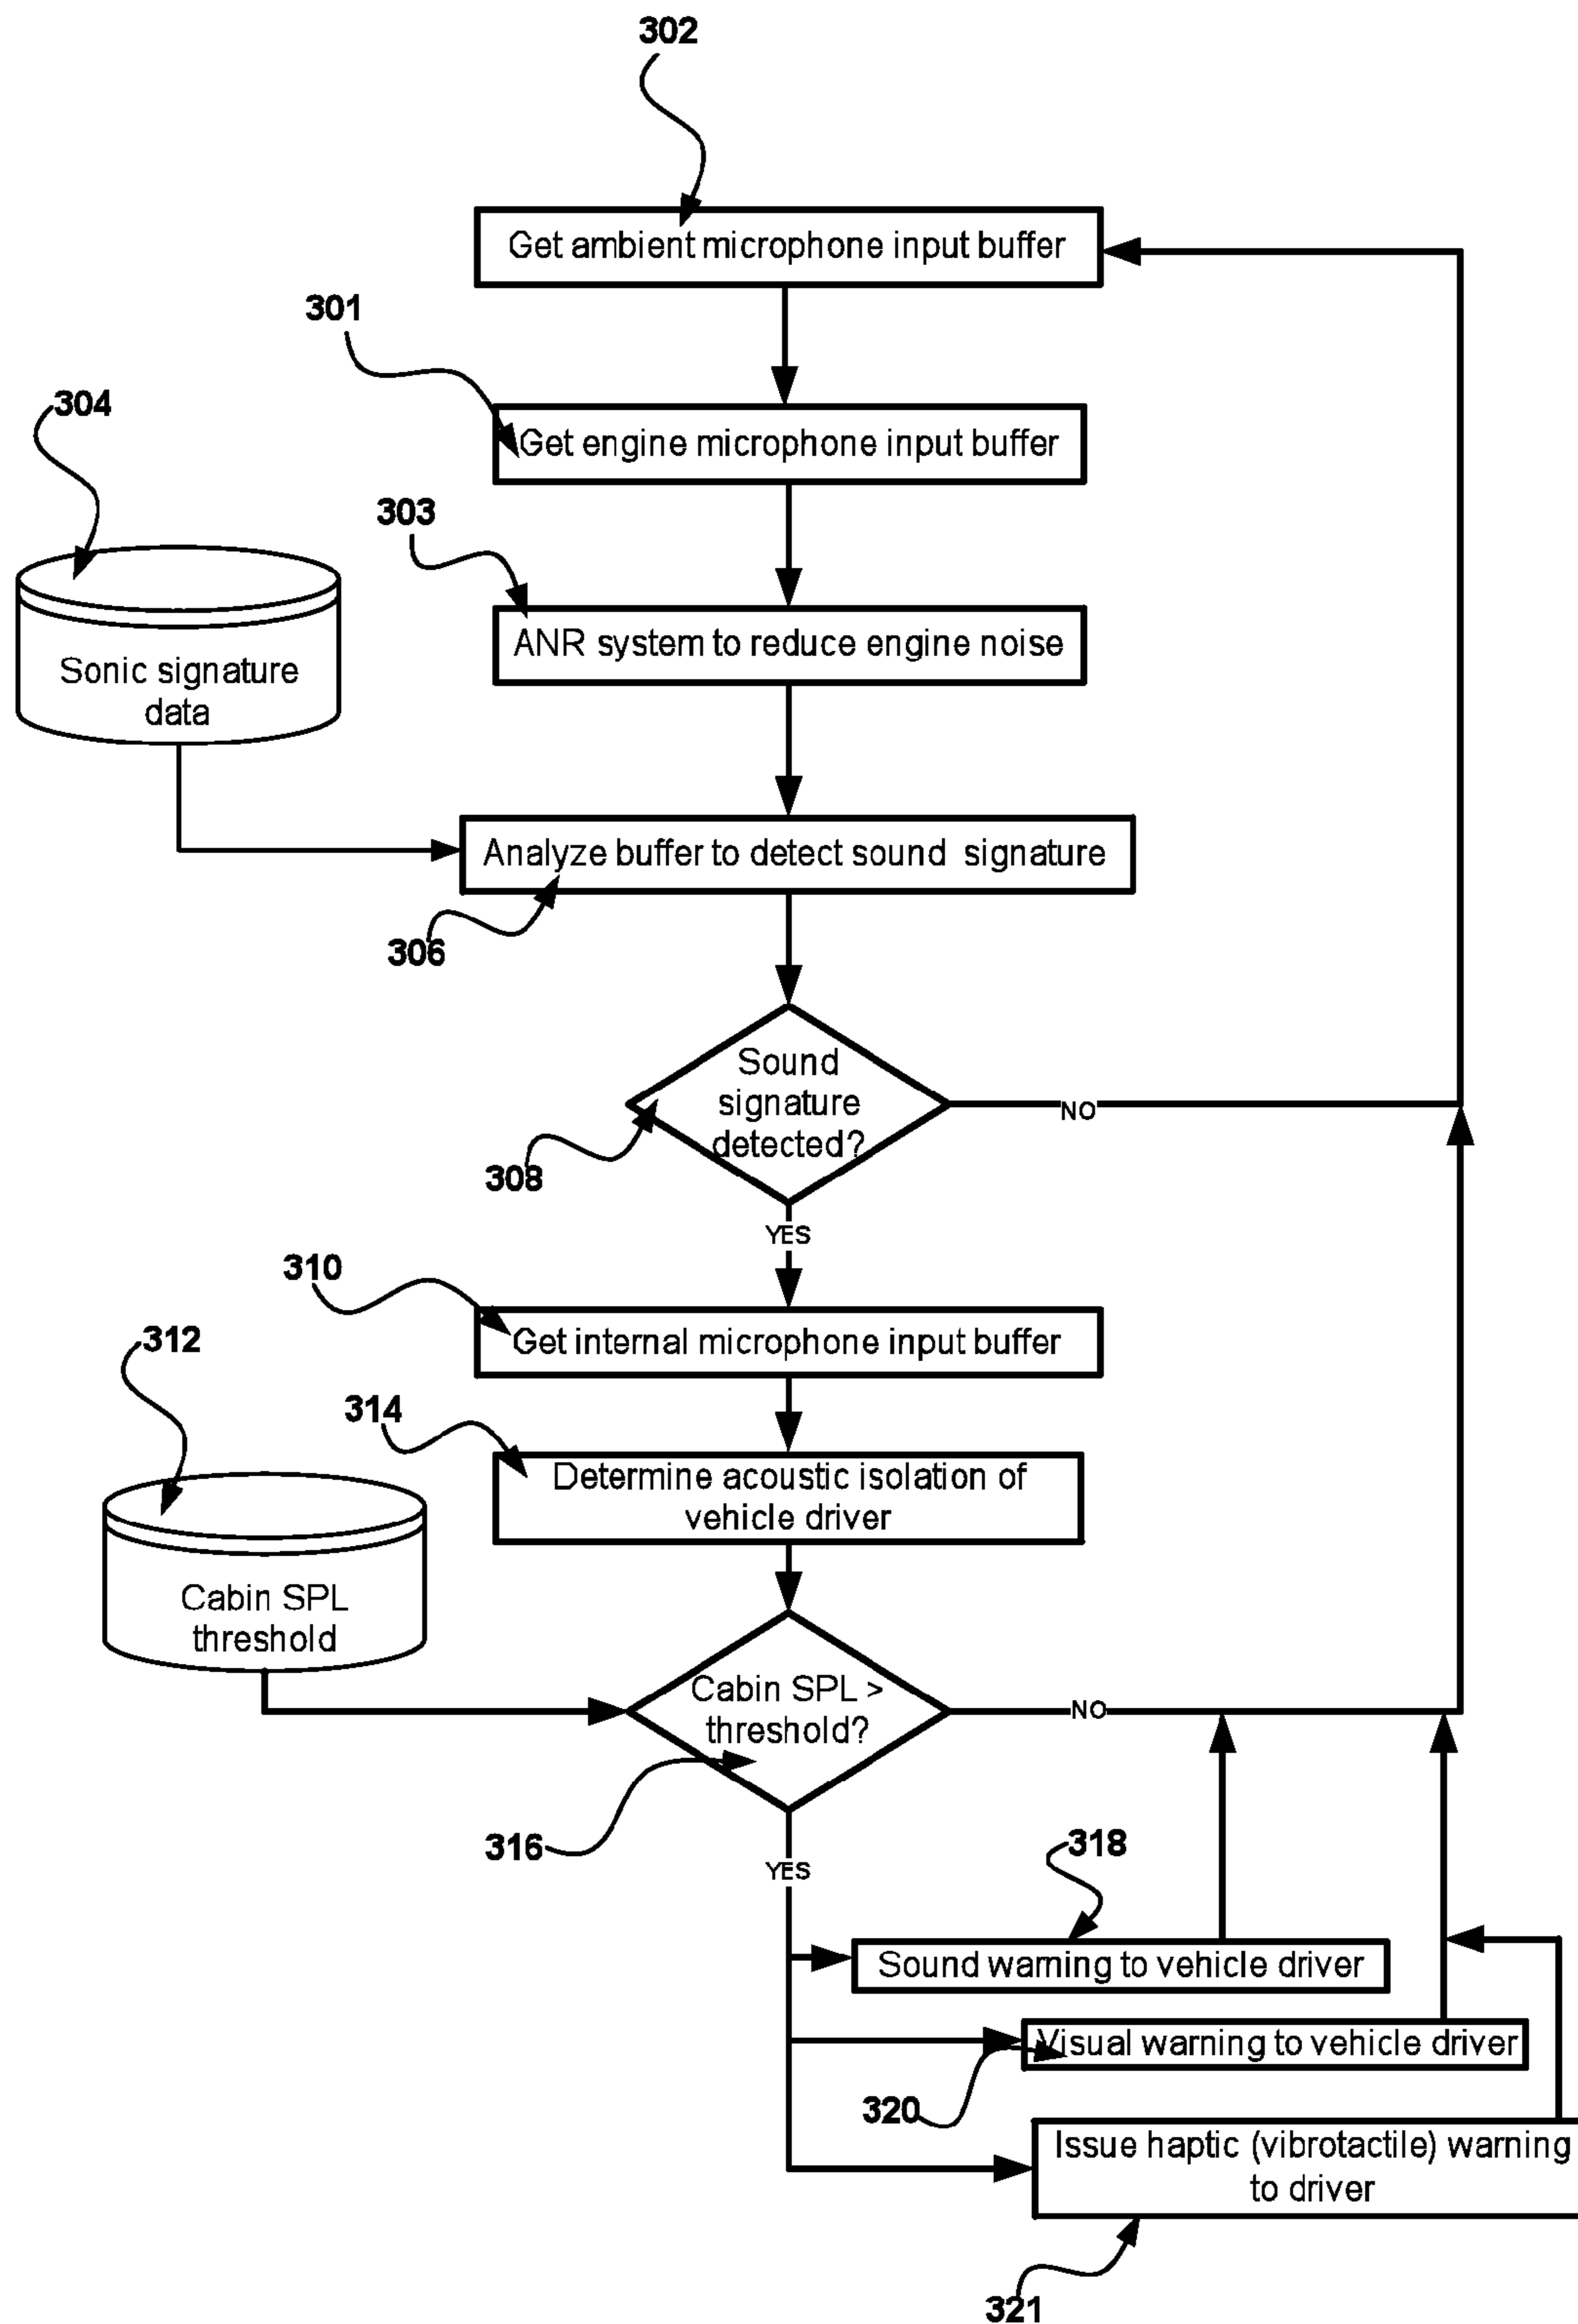 302
Get ambient microphone input buffer
301
Get engine microphone input buffer
304
303
ANR system to reduce engine noise
Sonic signature
data
Analyze buffer to detect sound signature
306
Sound
signature
detected?
NO
308
YES
310
Get internal microphone input buffer
312
314
Determine acoustic isolation of
vehicle driver
Cabin SPL
threshold
Cabin SPL >
threshold?
NO
316
YES
318
Sound warning to vehicle driver
Visual warning to vehicle driver
320
Issue haptic (vibrotactile) warning
to driver
321